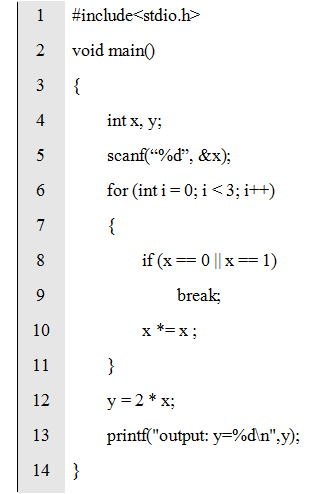 1 #include<stdio.h>
2 void main()
3 {
4 int x, y;
5 scanf(“%d”, &x);
6 for (int i = 0; i < 3; i++)
7 {
8 if (x == 0 || x == 1)
9 break;
10 x *= x ;
11 }
12 y = 2 * x;
13 printf("output: y=%d\n",y);
14 }